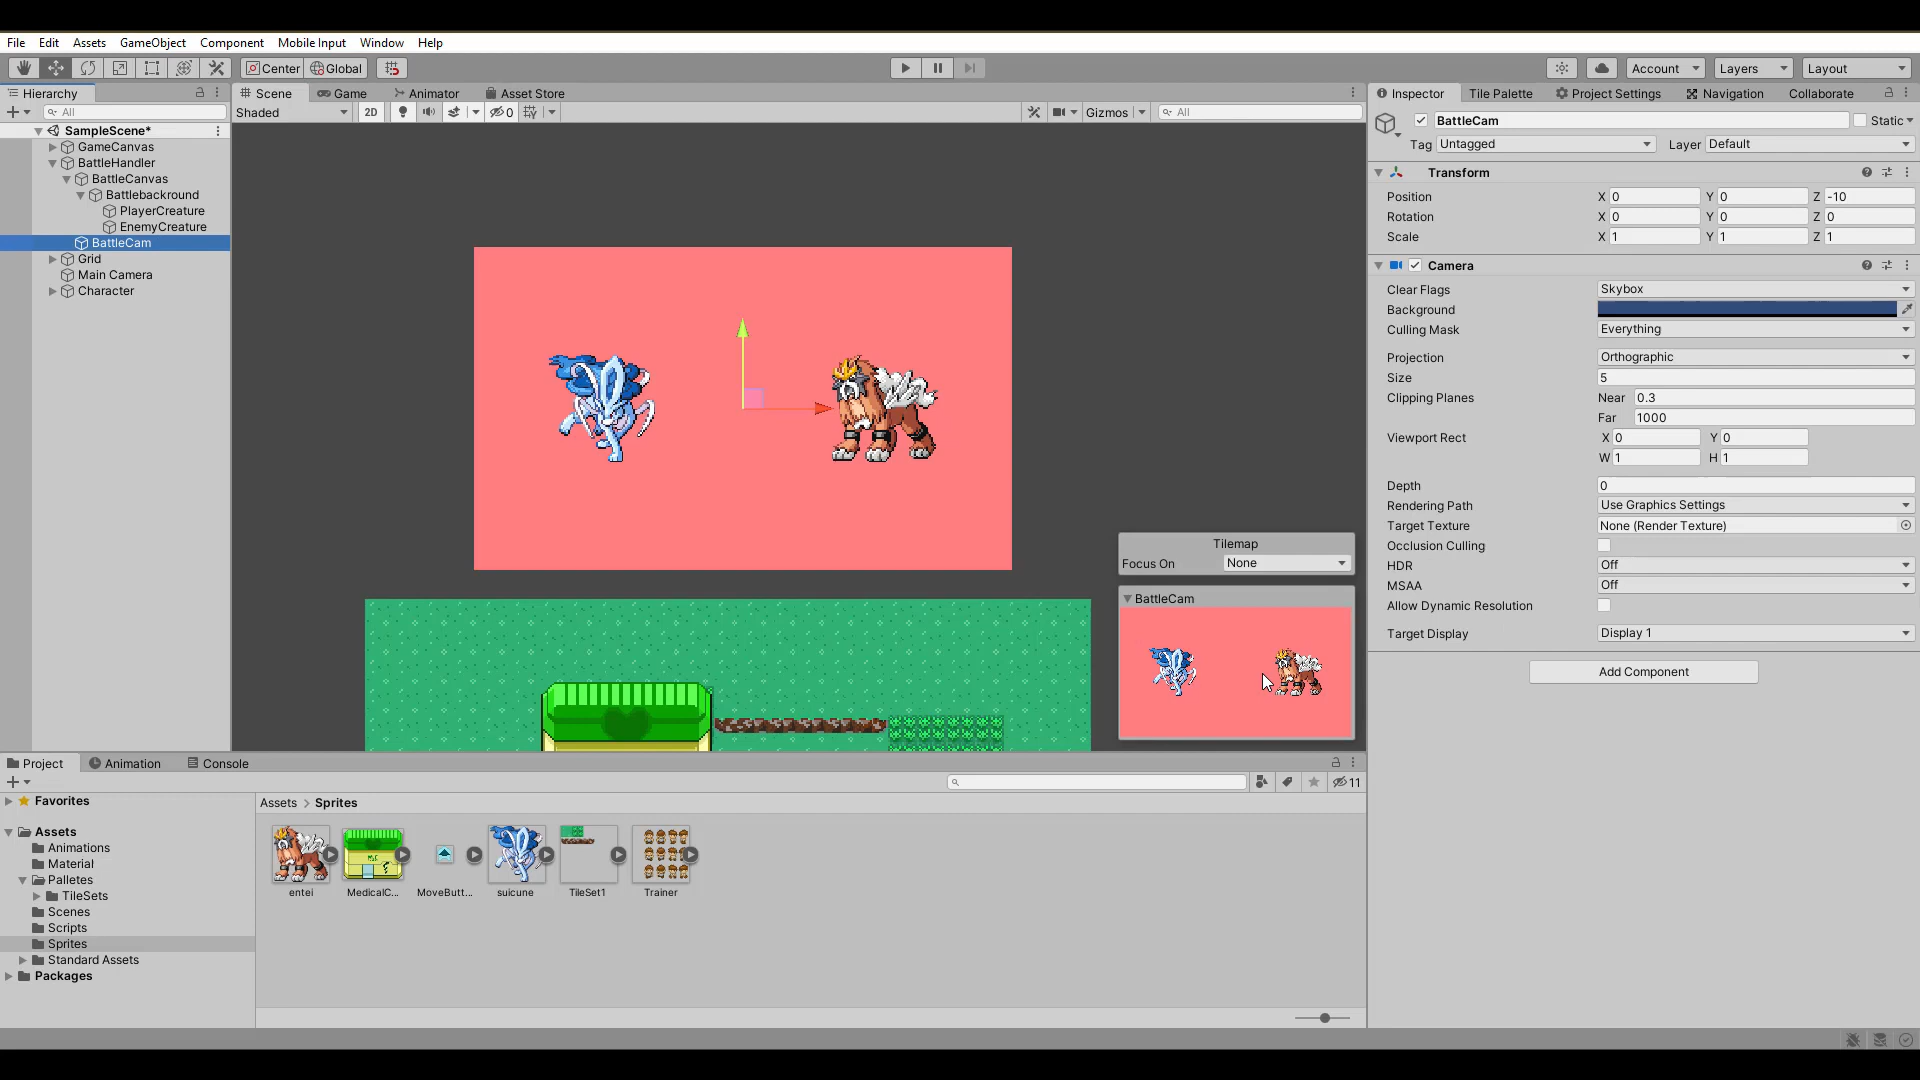 File Edit Assets GameObject Component Mobile Input Window Help
Center Global Account Layers Layout
Hierarchy
All
SampleScene*
GameCanvas
BattleHandler
BattleCanvas
Battlebackround
PlayerCreature
EnemyCreature
BattleCam
Grid
Main Camera
Character
Scene Game Animator Asset Store
Shaded 2D 0 Gizmos All
Tilemap
Focus On None
BattleCam
Inspector Tile Palette Project Settings Navigation Collaborate
BattleCam Static
Tag Untagged Layer Default
Transform
Position X 0 Y 0 Z -10
Rotation X 0 Y 0 Z 0
Scale X 1 Y 1 Z 1
Camera
Clear Flags Skybox
Background
Culling Mask Everything
Projection Orthographic
Size 5
Clipping Planes Near 0.3
Far 1000
Viewport Rect X 0 Y 0
W 1 H 1
Depth 0
Rendering Path Use Graphics Settings
Target Texture None (Render Texture)
Occlusion Culling
HDR Off
MSAA Off
Allow Dynamic Resolution
Target Display Display 1
Add Component
Project Animation Console
11
Favorites
Assets
Animations
Material
Palletes
TileSets
Scenes
Scripts
Sprites
Standard Assets
Packages
Assets > Sprites
entei MedicalC... MoveButt... suicune TileSet1 Trainer